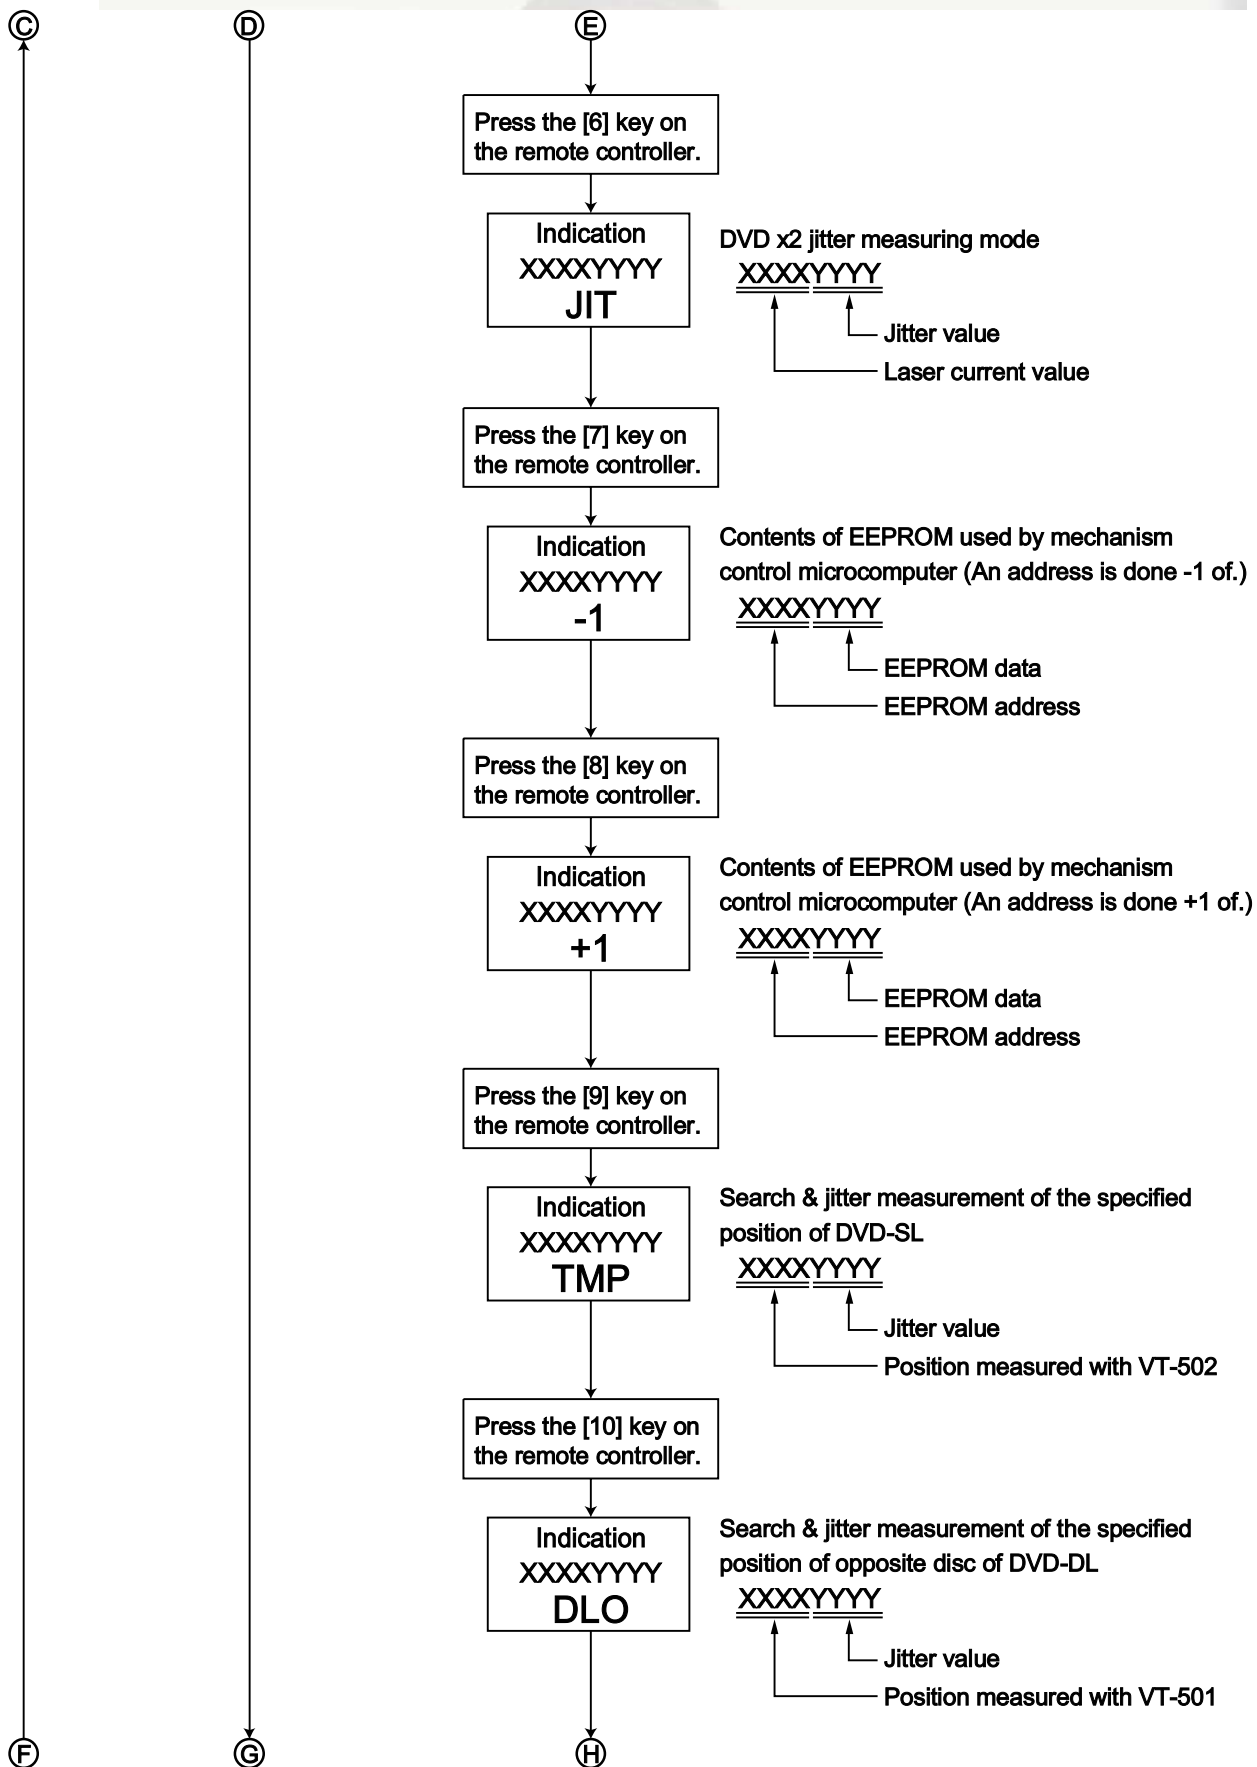 C
D
E
Press the [6] key on
the remote controller.
Indication
XXXXYYYY
JIT
DVD x2 jitter measuring mode
XXXXYYYY
Jitter value
Laser current value
Press the [7] key on
the remote controller.
Indication
XXXXYYYY
-1
Contents of EEPROM used by mechanism
control microcomputer (An address is done -1 of.)
XXXXYYYY
EEPROM data
EEPROM address
Press the [8] key on
the remote controller.
Indication
XXXXYYYY
+1
Contents of EEPROM used by mechanism
control microcomputer (An address is done +1 of.)
XXXXYYYY
EEPROM data
EEPROM address
Press the [9] key on
the remote controller.
Indication
XXXXYYYY
TMP
Search & jitter measurement of the specified
position of DVD-SL
XXXXYYYY
Jitter value
Position measured with VT-502
Press the [10] key on
the remote controller.
Indication
XXXXYYYY
DLO
Search & jitter measurement of the specified
position of opposite disc of DVD-DL
XXXXYYYY
Jitter value
Position measured with VT-501
F
G
H